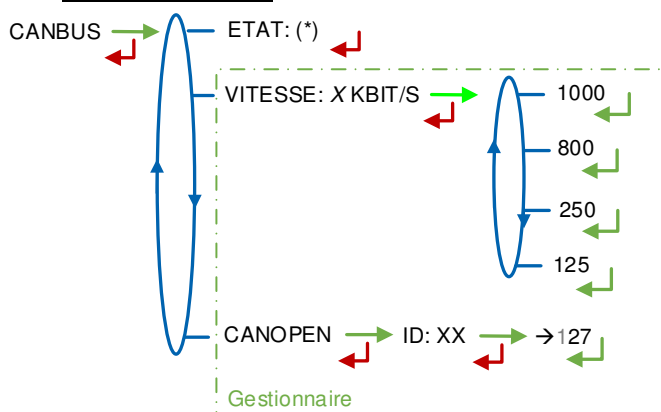 CANBUS
ETAT: (*)
VITESSE: X KBIT/S
1000
800
250
125
CANOPEN
ID: XX
→127
Gestionnaire